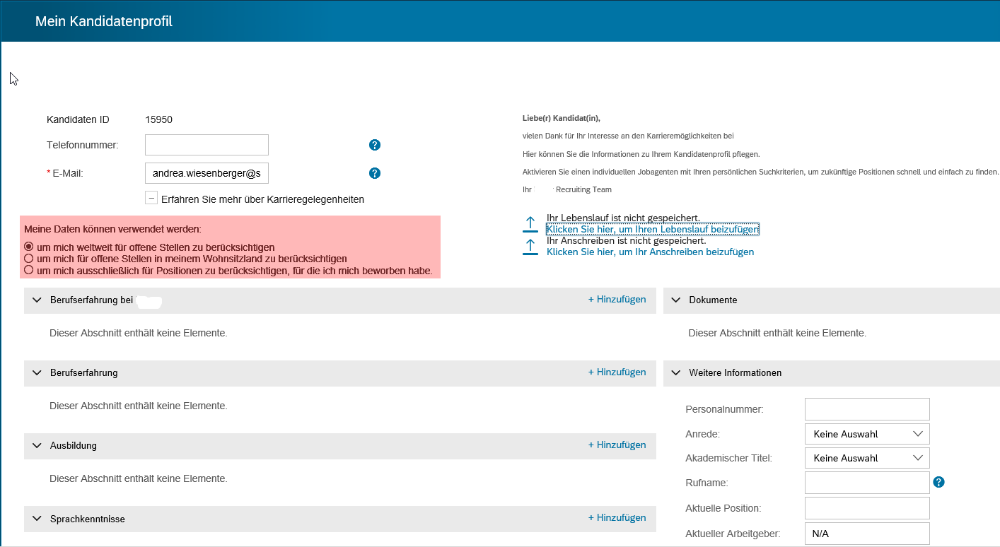 Mein Kandidatenprofil
Kandidaten ID 15950
Telefonnummer:
* E-Mail: andrea.wiesenberger@s
Erfahren Sie mehr über Karrieregelegenheiten
Meine Daten können verwendet werden:
um mich weltweit für offene Stellen zu berücksichtigen
um mich für offene Stellen in meinem Wohnsitzland zu berücksichtigen
um mich ausschließlich für Positionen zu berücksichtigen, für die ich mich beworben habe.
Liebe(r) Kandidat(in),
vielen Dank für Ihr Interesse an den Karrieremöglichkeiten bei
Hier können Sie die Informationen zu Ihrem Kandidatenprofil pflegen.
Aktivieren Sie einen individuellen Jobagenten mit Ihren persönlichen Suchkriterien, um zukünftige Positionen schnell und einfach zu finden.
Ihr Recruiting Team
Ihr Lebenslauf ist nicht gespeichert.
Klicken Sie hier, um Ihren Lebenslauf beizufügen
Ihr Anschreiben ist nicht gespeichert.
Klicken Sie hier, um Ihr Anschreiben beizufügen
Berufserfahrung bei + Hinzufügen
Dieser Abschnitt enthält keine Elemente.
Berufserfahrung + Hinzufügen
Dieser Abschnitt enthält keine Elemente.
Ausbildung + Hinzufügen
Dieser Abschnitt enthält keine Elemente.
Sprachkenntnisse + Hinzufügen
Dokumente
Dieser Abschnitt enthält keine Elemente.
Weitere Informationen
Personalnummer:
Anrede: Keine Auswahl
Akademischer Titel: Keine Auswahl
Rufname:
Aktuelle Position:
Aktueller Arbeitgeber: N/A